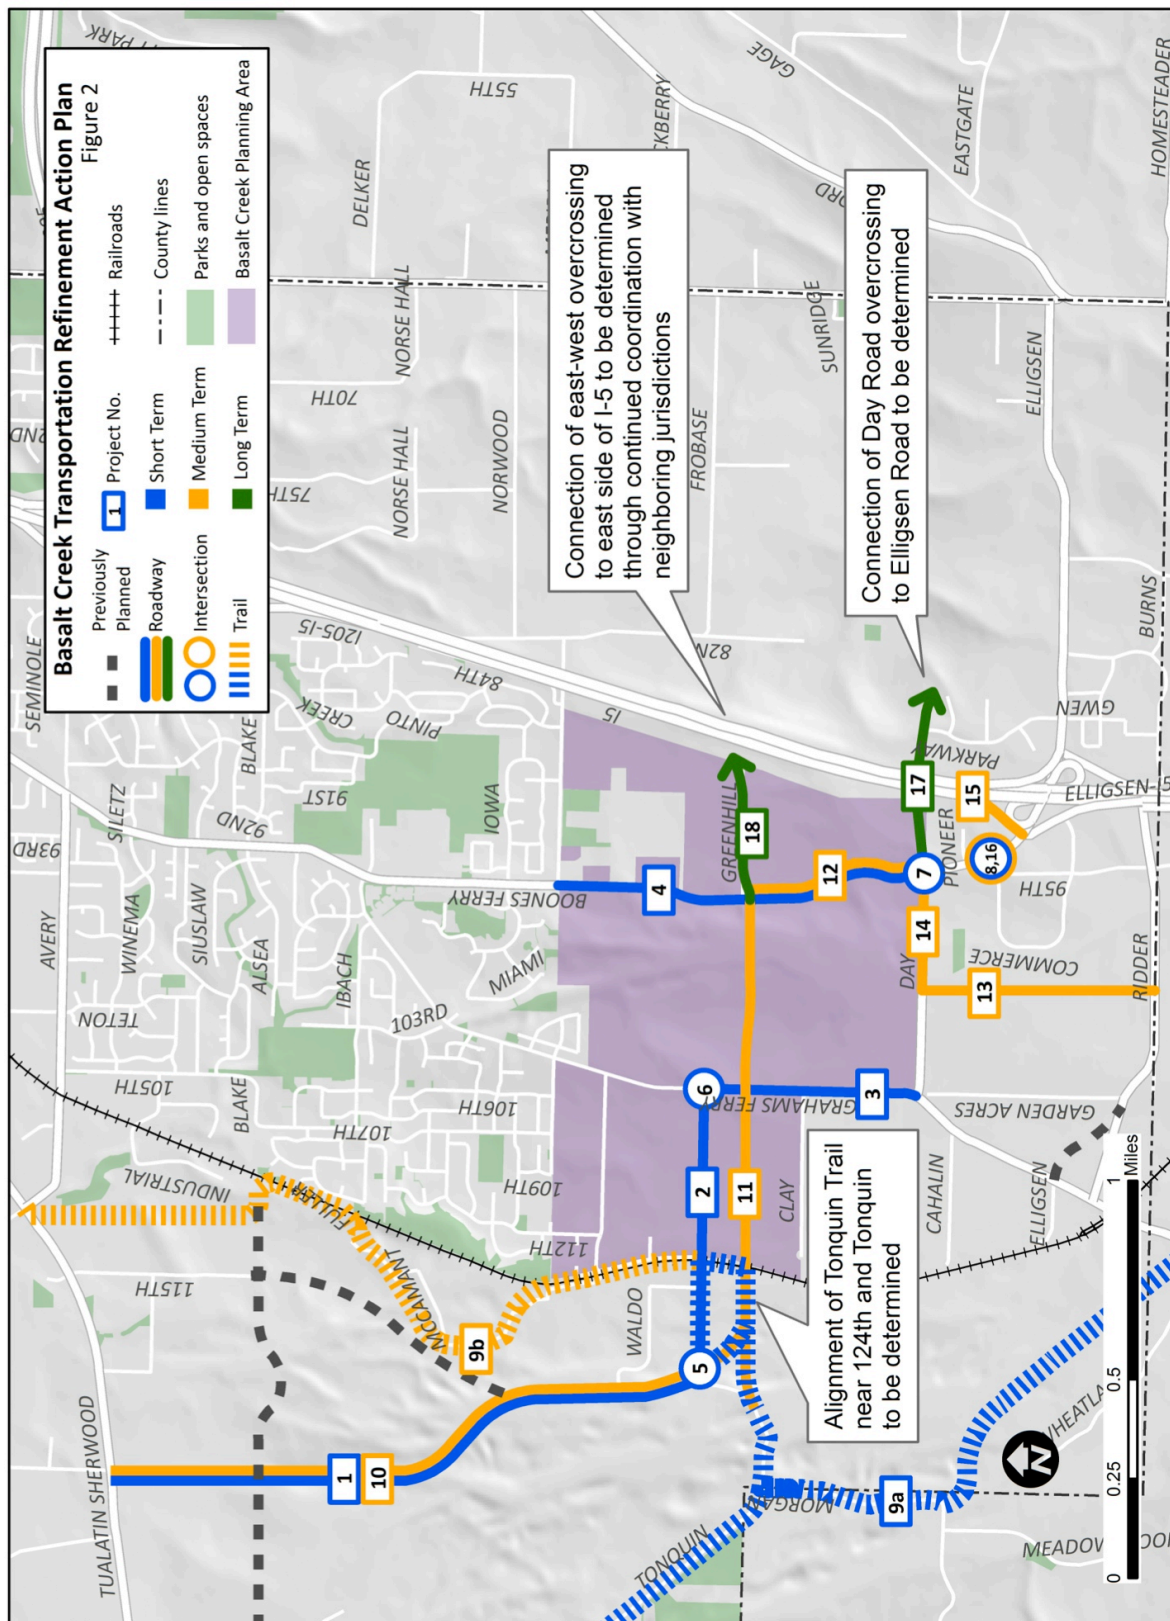 Basalt Creek Transportation Refinement Action Plan
Figure 2
Previously
Planned
Roadway
Intersection
Trail
1
Project No.
Short Term
Medium Term
Long Term
Railroads
County lines
Parks and open spaces
Basalt Creek Planning Area
Connection of east-west overcrossing
to east side of I-5 to be determined
through continued coordination with
neighboring jurisdictions
Connection of Day Road overcrossing
to Elligsen Road to be determined
Alignment of Tonquin Trail
near 124th and Tonquin
to be determined
SEMINOLE
AVERY
93RD
SILETZ
WINEMA
SIUSLAW
ALSEA
IBACH
TETON
BLAKE
92ND
91ST
CREEK
PINTO
84TH
I205-I5
IOWA
BOONES FERRY
MIAMI
103RD
105TH
BLAKE
107TH
106TH
109TH
112TH
INDUSTRIAL
115TH
MCCAMANT
WALDO
TUALATIN SHERWOOD
TONQUIN
MORGAN
DELKER
55TH
NORSE HALL
70TH
75TH
NORSE HALL
NORWOOD
FROBASE
82N
I5
GREENHILL
SUNRIDGE
GAGE
EASTGATE
HOMESTEADER
ELLIGSEN
BURNS
GWEN
PARKWAY
ELLIGSEN-I5
PIONEER
95TH
COMMERCE
RIDDER
DAY
GRAHAMS FERRY
GARDEN ACRES
CLAY
CAHALIN
ELLIGSEN
1
10
9b
5
2
11
6
3
4
12
18
7
17
15
8,16
14
13
9a
N
0
0.25
0.5
1
Miles